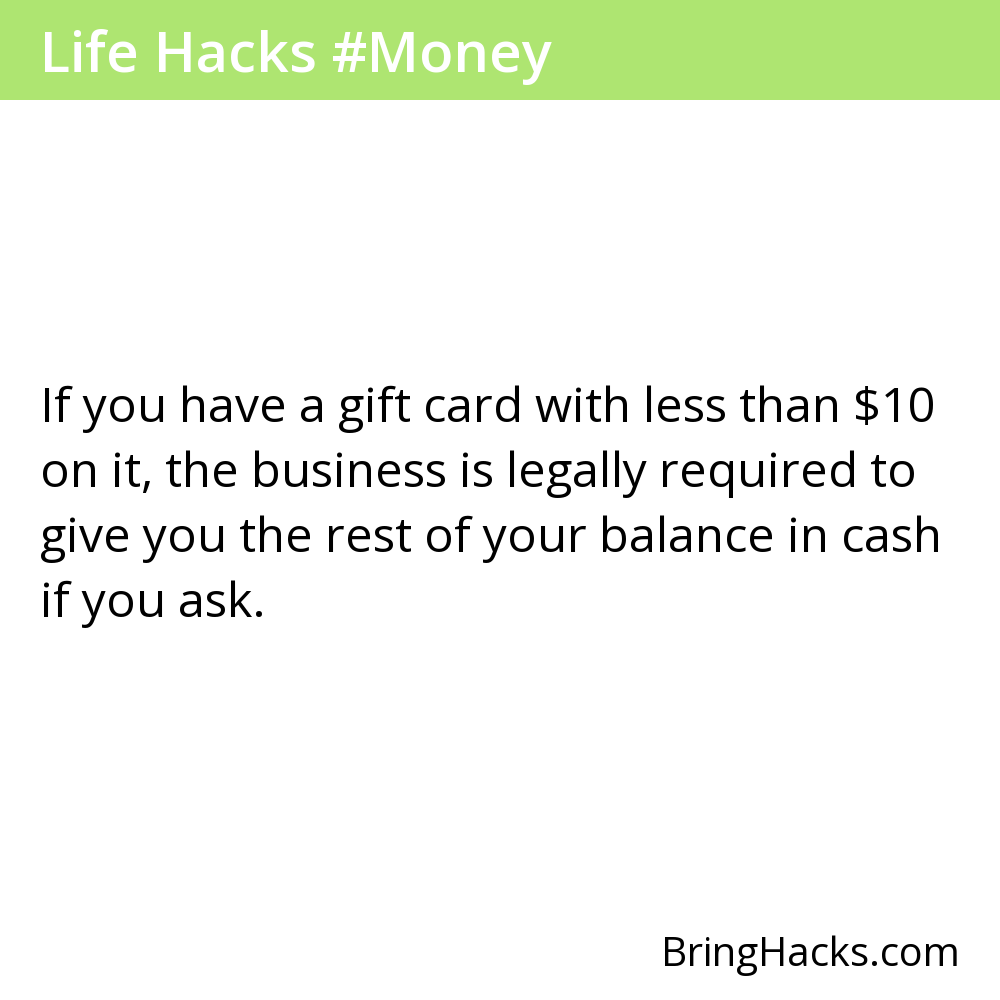 Life Hacks #Money
If you have a gift card with less than $10
on it, the business is legally required to
give you the rest of your balance in cash
if you ask.
BringHacks.com